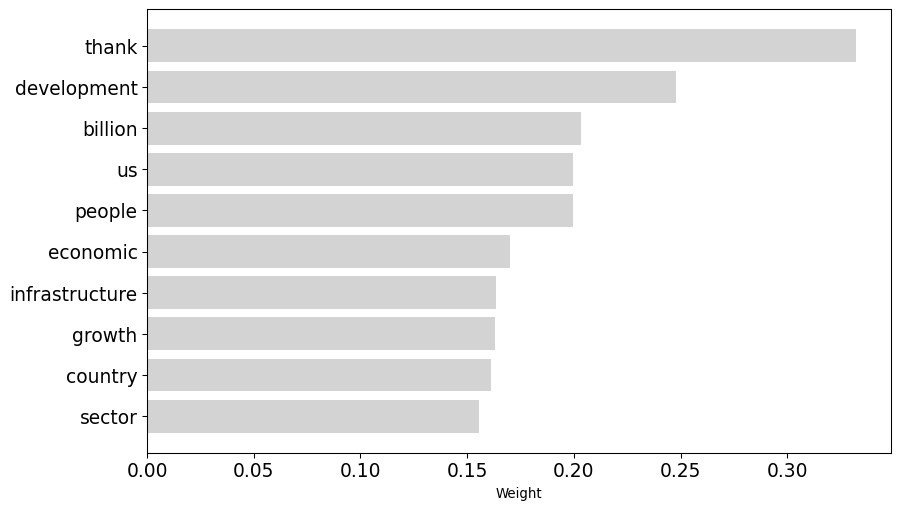 thank
development
billion
us
people
economic
infrastructure
growth
country
sector
0.00 0.05 0.10 0.15 0.20 0.25 0.30
Weight